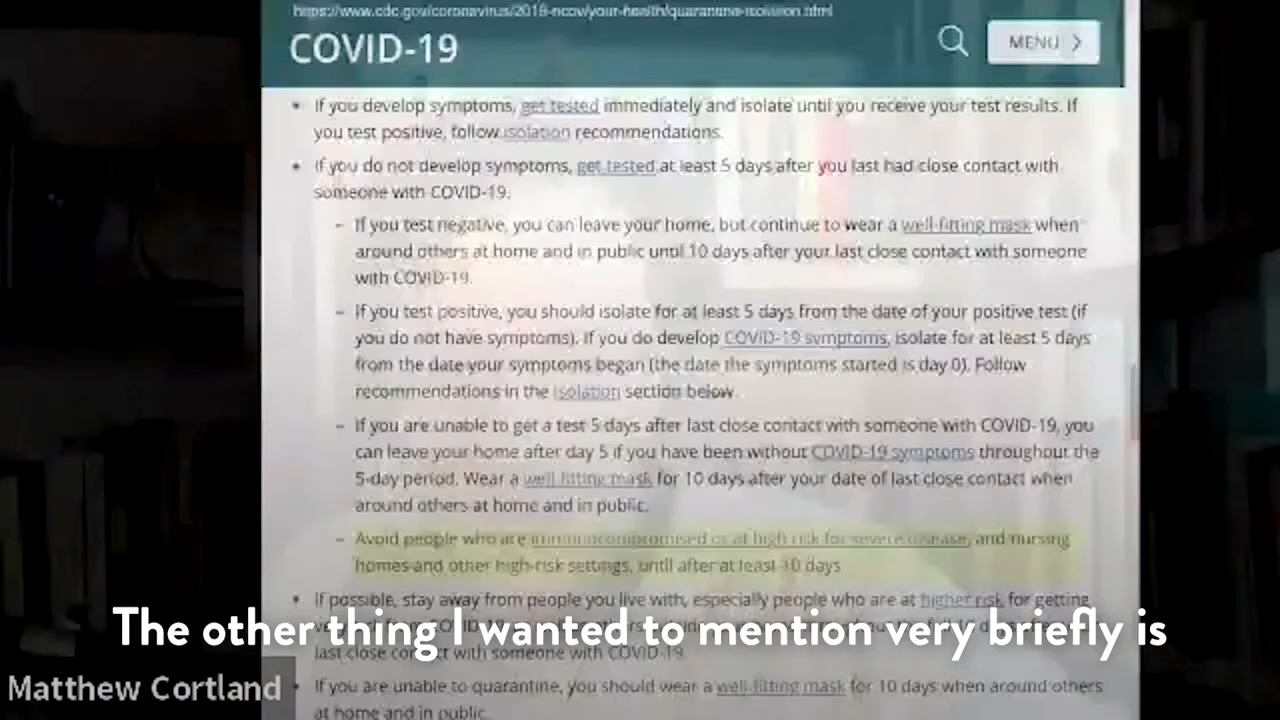 https://www.cdc.gov/coronavirus/2019-ncov/your-health/quarantine-isolation.html
COVID-19
MENU
• If you develop symptoms, get tested immediately and isolate until you receive your test results. If
you test positive, follow isolation recommendations.
• If you do not develop symptoms, get tested at least 5 days after you last had close contact with
someone with COVID-19.
– If you test negative, you can leave your home, but continue to wear a well-fitting mask when
around others at home and in public until 10 days after your last close contact with someone
with COVID-19.
– If you test positive, you should isolate for at least 5 days from the date of your positive test (if
you do not have symptoms). If you do develop COVID-19 symptoms, isolate for at least 5 days
from the date your symptoms began (the date the symptoms started is day 0). Follow
recommendations in the isolation section below.
– If you are unable to get a test 5 days after last close contact with someone with COVID-19, you
can leave your home after day 5 if you have been without COVID-19 symptoms throughout the
5-day period. Wear a well-fitting mask for 10 days after your date of last close contact when
around others at home and in public.
– Avoid people who are immunocompromised or at high risk for severe disease, and nursing
homes and other high-risk settings, until after at least 10 days
• If possible, stay away from people you live with, especially people who are at higher risk for getting
The other thing I wanted to mention very briefly is
last close contact with someone with COVID-19.
Matthew Cortland
• If you are unable to quarantine, you should wear a well-fitting mask for 10 days when around others
at home and in public.